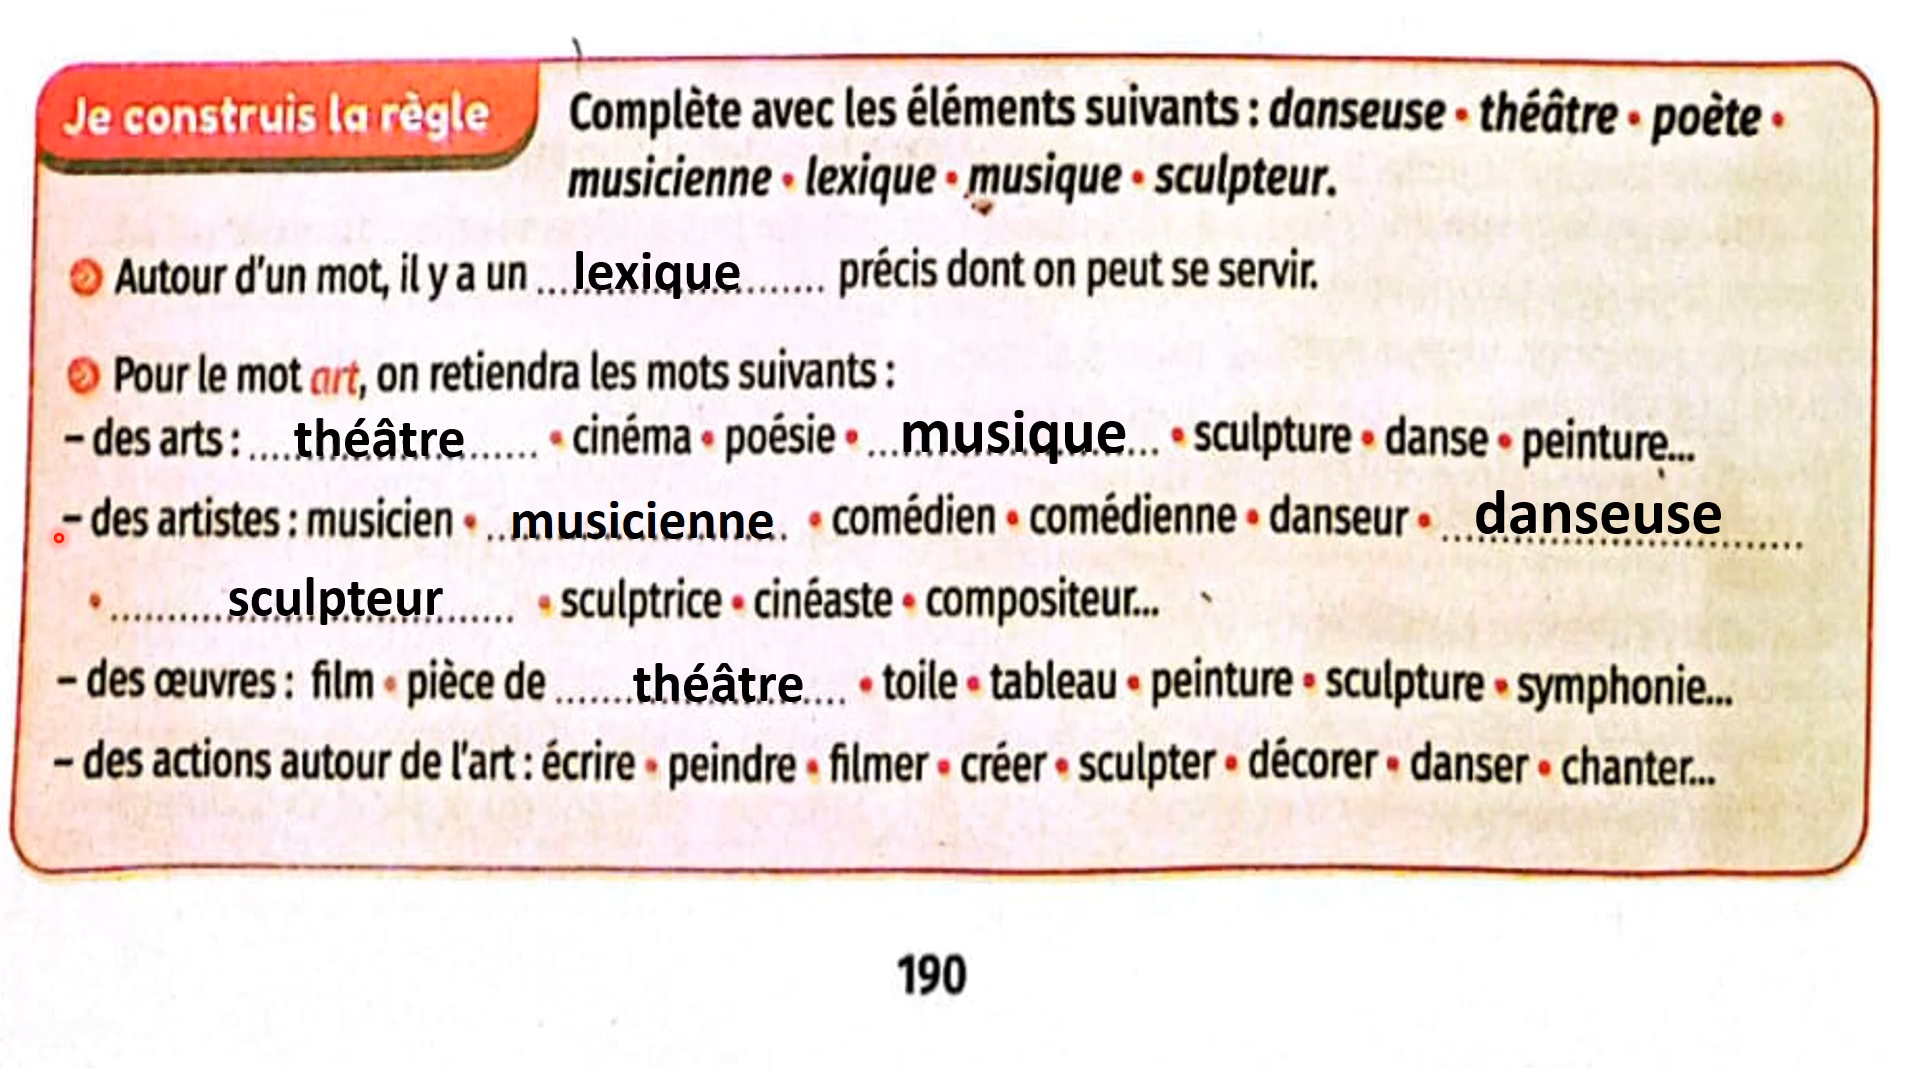 Je construis la règle
Complète avec les éléments suivants : danseuse • théâtre • poète •
musicienne • lexique • musique • sculpteur.
Autour d'un mot, il y a un ...lexique....... précis dont on peut se servir.
Pour le mot art, on retiendra les mots suivants :
– des arts : ....théâtre...... • cinéma • poésie • ...musique... • sculpture • danse • peinture...
– des artistes : musicien • ..musicienne. • comédien • comédienne • danseur • ...danseuse......
• ..........sculpteur...... • sculptrice • cinéaste • compositeur...
– des œuvres : film • pièce de .......théâtre.... • toile • tableau • peinture • sculpture • symphonie...
– des actions autour de l'art : écrire • peindre • filmer • créer • sculpter • décorer • danser • chanter...
190